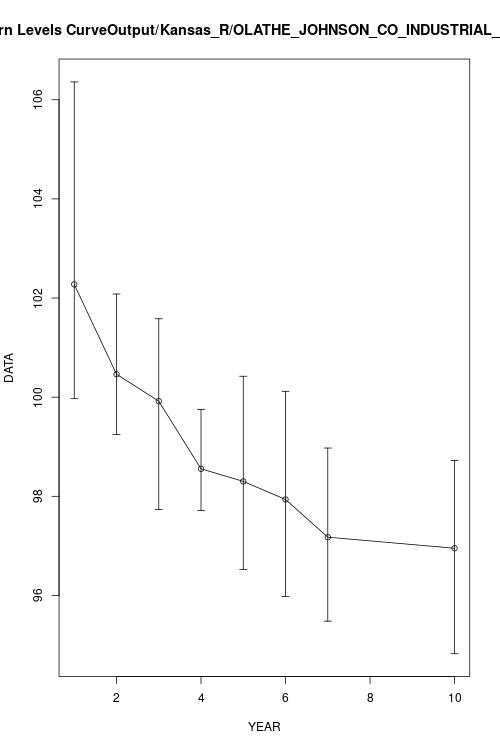 rn Levels CurveOutput/Kansas_R/OLATHE_JOHNSON_CO_INDUSTRIAL_
106
104
102
100
98
96
DATA
2 4 6 8 10
YEAR